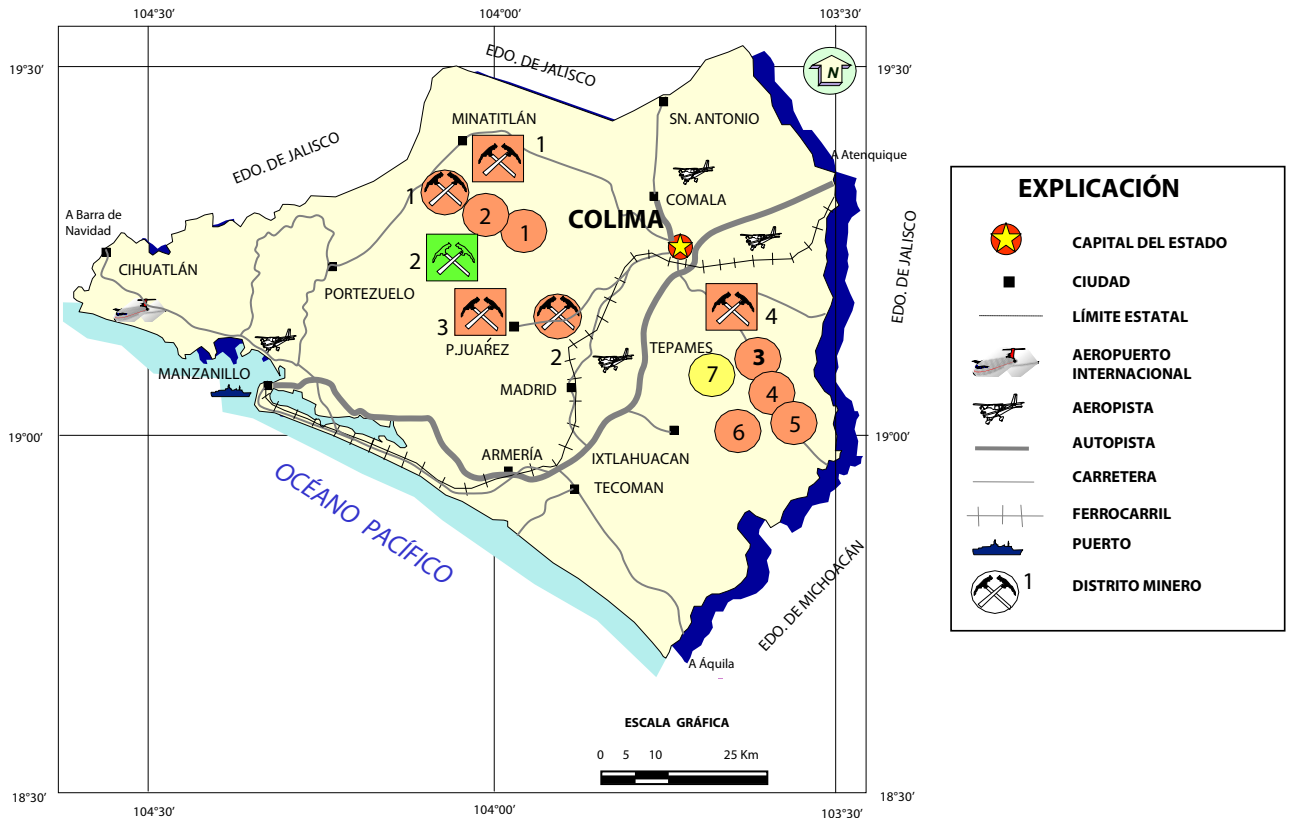 104°30'
104°00'
103°30'
19°30'
19°30'
EDO. DE JALISCO
N
MINATITLÁN
1
SN. ANTONIO
EDO. DE JALISCO
A Atenquique
1
2
1
COLIMA
COMALA
A Barra de
Navidad
CIHUATLÁN
2
EDO. DE JALISCO
PORTEZUELO
3
P.JUAŔEZ
2
4
TEPAMES
3
7
4
5
6
MADRID
MANZANILLO
19°00'
19°00'
ARMERÍA
IXTLAHUACAN
TECOMAN
OCÉANO PACÍFICO
EDO. DE MICHOACÁN
A Áquila
ESCALA GRÁFICA
0 5 10 25 Km
18°30'
18°30'
104°30'
104°00'
103°30'
EXPLICACIÓN
CAPITAL DEL ESTADO
CIUDAD
LÍMITE ESTATAL
AEROPUERTO
INTERNACIONAL
AEROPISTA
AUTOPISTA
CARRETERA
FERROCARRIL
PUERTO
1 DISTRITO MINERO